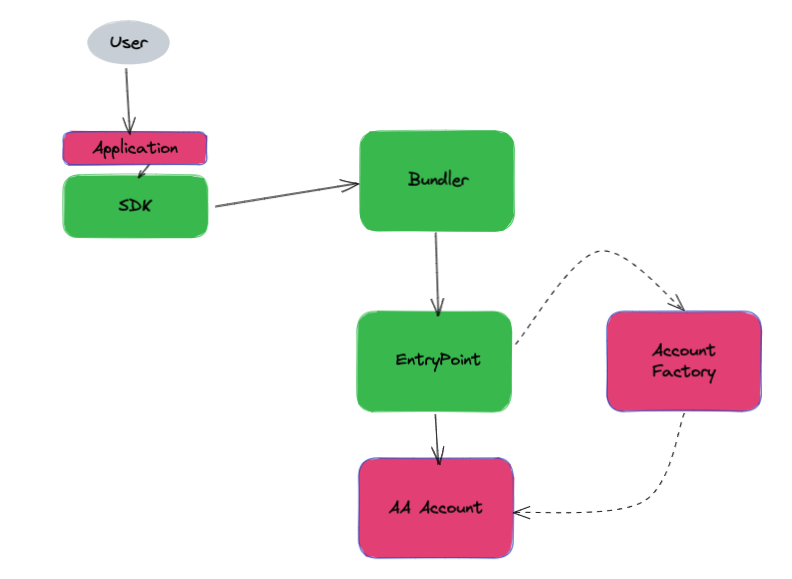 User
Application
SDK
Bundler
EntryPoint
Account
Factory
AA Account